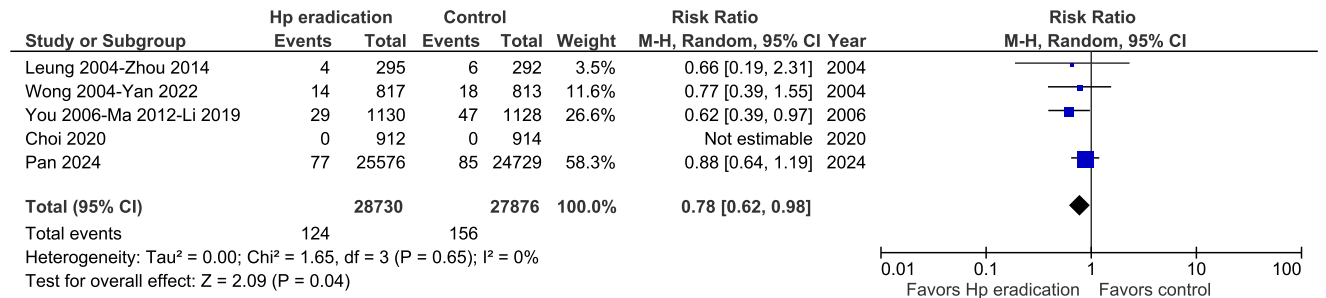 Hp eradication Control Risk Ratio Risk Ratio
Study or Subgroup Events Total Events Total Weight M-H, Random, 95% CI Year M-H, Random, 95% CI
Leung 2004-Zhou 2014 4 295 6 292 3.5% 0.66 [0.19, 2.31] 2004
Wong 2004-Yan 2022 14 817 18 813 11.6% 0.77 [0.39, 1.55] 2004
You 2006-Ma 2012-Li 2019 29 1130 47 1128 26.6% 0.62 [0.39, 0.97] 2006
Choi 2020 0 912 0 914 Not estimable 2020
Pan 2024 77 25576 85 24729 58.3% 0.88 [0.64, 1.19] 2024
Total (95% CI) 28730 27876 100.0% 0.78 [0.62, 0.98]
Total events 124 156
Heterogeneity: Tau² = 0.00; Chi² = 1.65, df = 3 (P = 0.65); I² = 0%
Test for overall effect: Z = 2.09 (P = 0.04)
0.01 0.1 1 10 100
Favors Hp eradication Favors control